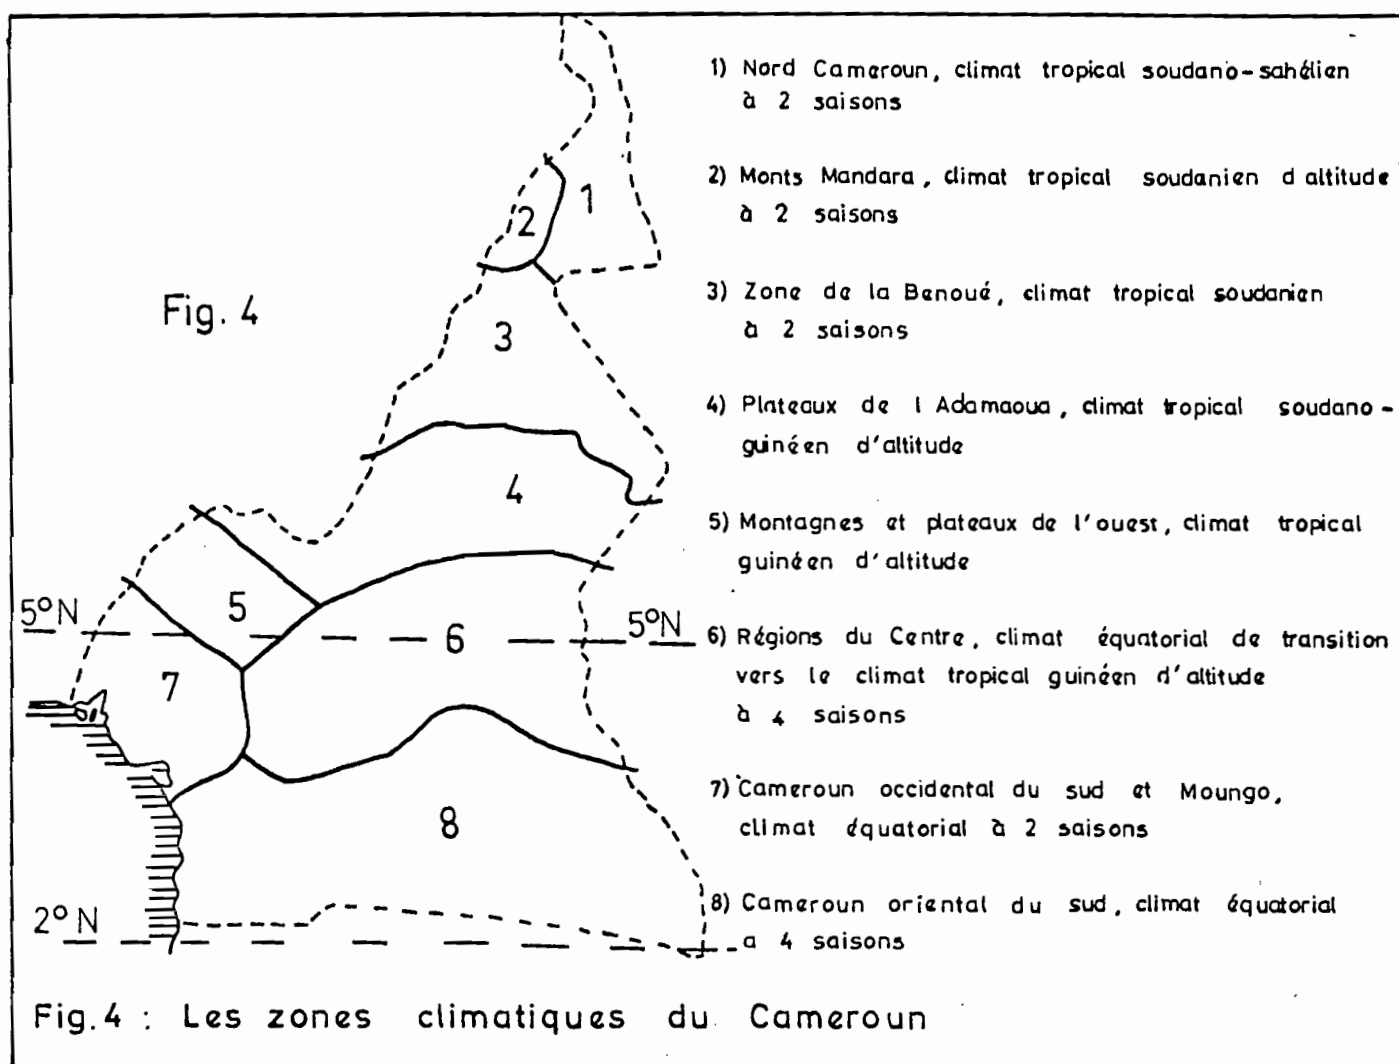 1) Nord Cameroun, climat tropical soudano-sahélien
à 2 saisons
2) Monts Mandara, climat tropical soudanien d altitude
à 2 saisons
3) Zone de la Benoué, climat tropical soudanien
à 2 saisons
4) Plateaux de l Adamaoua, climat tropical soudano-
guinéen d'altitude
5) Montagnes et plateaux de l'ouest, climat tropical
guinéen d'altitude
6) Régions du Centre, climat équatorial de transition
vers le climat tropical guinéen d'altitude
à 4 saisons
7) Cameroun occidental du sud et Moungo,
climat équatorial à 2 saisons
8) Cameroun oriental du sud, climat équatorial
a 4 saisons
Fig. 4
1
2
3
4
5
6
7
8
5°N
5°N
2°N
Fig.4 : Les zones climatiques du Cameroun